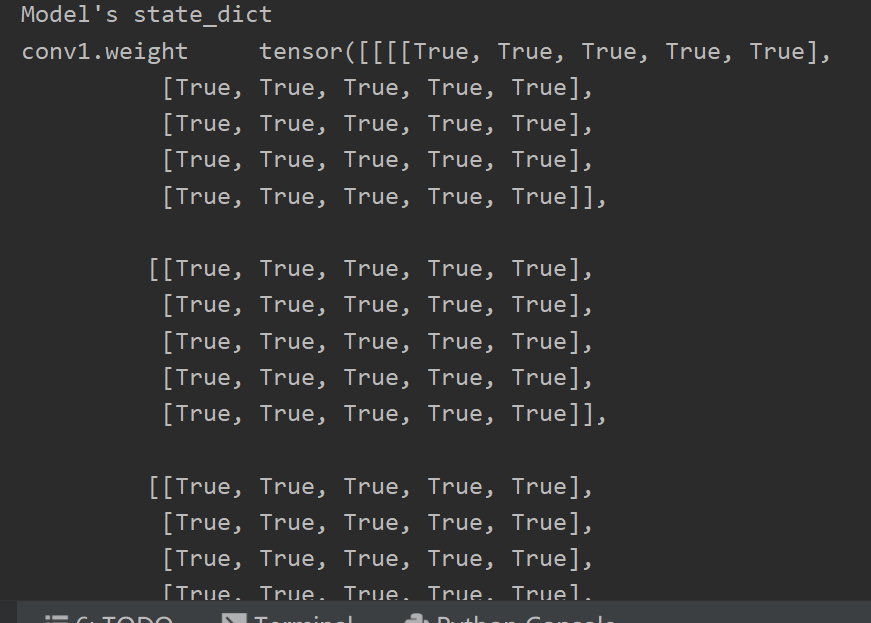 Model's state_dict
conv1.weight     tensor([[[[True, True, True, True, True],
          [True, True, True, True, True],
          [True, True, True, True, True],
          [True, True, True, True, True],
          [True, True, True, True, True]],

         [[True, True, True, True, True],
          [True, True, True, True, True],
          [True, True, True, True, True],
          [True, True, True, True, True],
          [True, True, True, True, True]],

         [[True, True, True, True, True],
          [True, True, True, True, True],
          [True, True, True, True, True],
          [True, True, True, True, True],
6: TODO Terminal Python Console